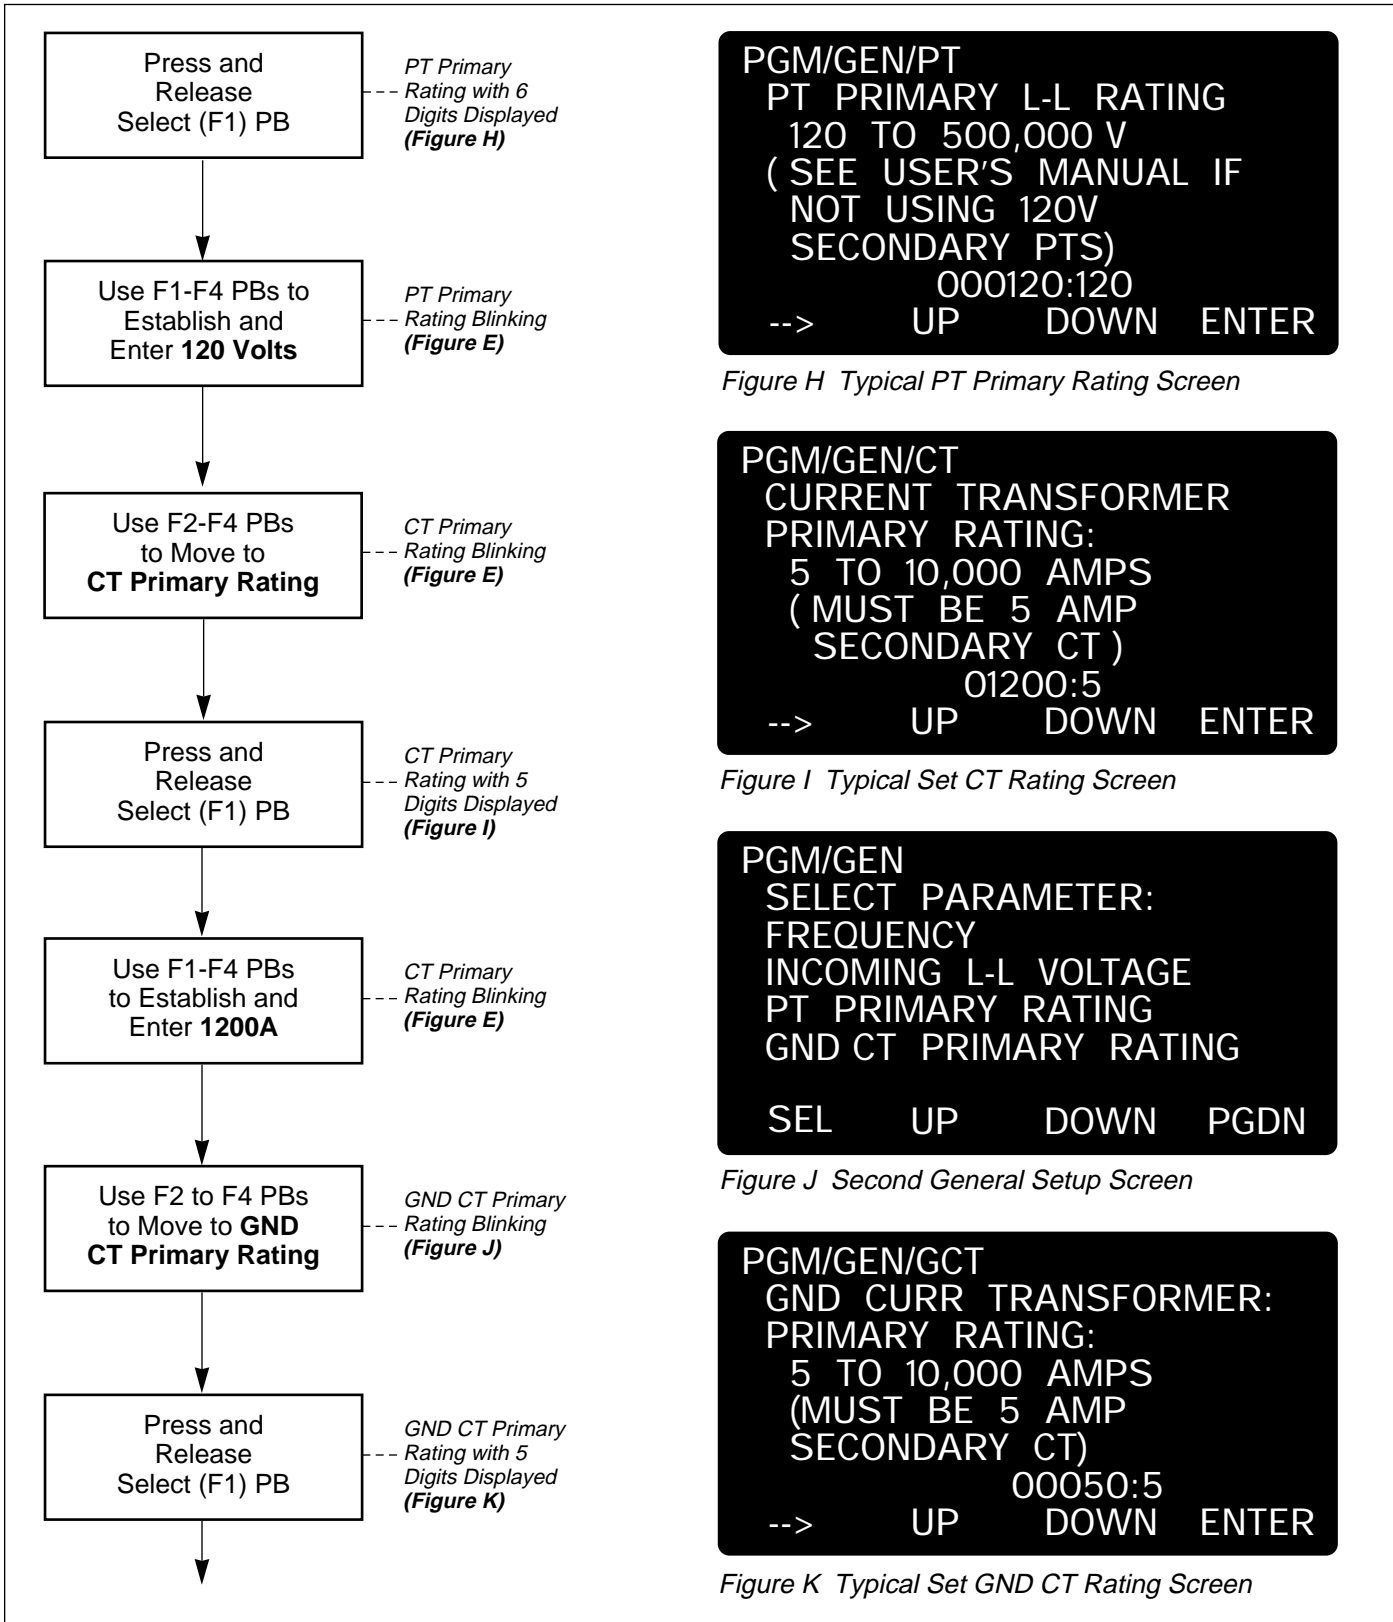 Press and
Release
Select (F1) PB
PT Primary
Rating with 6
Digits Displayed
(Figure H)
Use F1-F4 PBs to
Establish and
Enter 120 Volts
PT Primary
Rating Blinking
(Figure E)
Use F2-F4 PBs
to Move to
CT Primary Rating
CT Primary
Rating Blinking
(Figure E)
Press and
Release
Select (F1) PB
CT Primary
Rating with 5
Digits Displayed
(Figure I)
Use F1-F4 PBs
to Establish and
Enter 1200A
CT Primary
Rating Blinking
(Figure E)
Use F2 to F4 PBs
to Move to GND
CT Primary Rating
GND CT Primary
Rating Blinking
(Figure J)
Press and
Release
Select (F1) PB
GND CT Primary
Rating with 5
Digits Displayed
(Figure K)
PGM/GEN/PT
PT PRIMARY L-L RATING
120 TO 500,000 V
( SEE USER'S MANUAL IF
NOT USING 120V
SECONDARY PTS)
000120:120
--> UP DOWN ENTER
Figure H Typical PT Primary Rating Screen
PGM/GEN/CT
CURRENT TRANSFORMER
PRIMARY RATING:
5 TO 10,000 AMPS
( MUST BE 5 AMP
SECONDARY CT )
01200:5
--> UP DOWN ENTER
Figure I Typical Set CT Rating Screen
PGM/GEN
SELECT PARAMETER:
FREQUENCY
INCOMING L-L VOLTAGE
PT PRIMARY RATING
GND CT PRIMARY RATING
SEL UP DOWN PGDN
Figure J Second General Setup Screen
PGM/GEN/GCT
GND CURR TRANSFORMER:
PRIMARY RATING:
5 TO 10,000 AMPS
(MUST BE 5 AMP
SECONDARY CT)
00050:5
--> UP DOWN ENTER
Figure K Typical Set GND CT Rating Screen